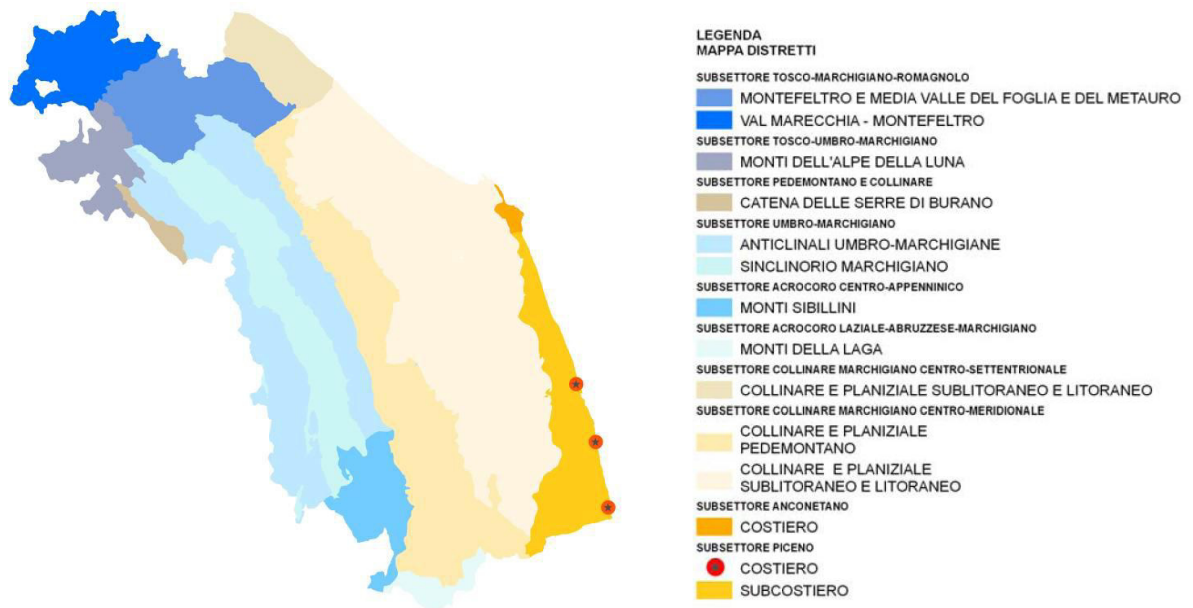 LEGENDA
MAPPA DISTRETTI
SUBSETTORE TOSCO-MARCHIGIANO-ROMAGNOLO
MONTEFELTRO E MEDIA VALLE DEL FOGLIA E DEL METAURO
VAL MARECCHIA - MONTEFELTRO
SUBSETTORE TOSCO-UMBRO-MARCHIGIANO
MONTI DELL'ALPE DELLA LUNA
SUBSETTORE PEDEMONTANO E COLLINARE
CATENA DELLE SERRE DI BURANO
SUBSETTORE UMBRO-MARCHIGIANO
ANTICLINALI UMBRO-MARCHIGIANE
SINCLINORIO MARCHIGIANO
SUBSETTORE ACROCORO CENTRO-APPENNINICO
MONTI SIBILLINI
SUBSETTORE ACROCORO LAZIALE-ABRUZZESE-MARCHIGIANO
MONTI DELLA LAGA
SUBSETTORE COLLINARE MARCHIGIANO CENTRO-SETTENTRIONALE
COLLINARE E PLANIZIALE SUBLITORANEO E LITORANEO
SUBSETTORE COLLINARE MARCHIGIANO CENTRO-MERIDIONALE
COLLINARE E PLANIZIALE
PEDEMONTANO
COLLINARE E PLANIZIALE
SUBLITORANEO E LITORANEO
SUBSETTORE ANCONETANO
COSTIERO
SUBSETTORE PICENO
COSTIERO
SUBCOSTIERO